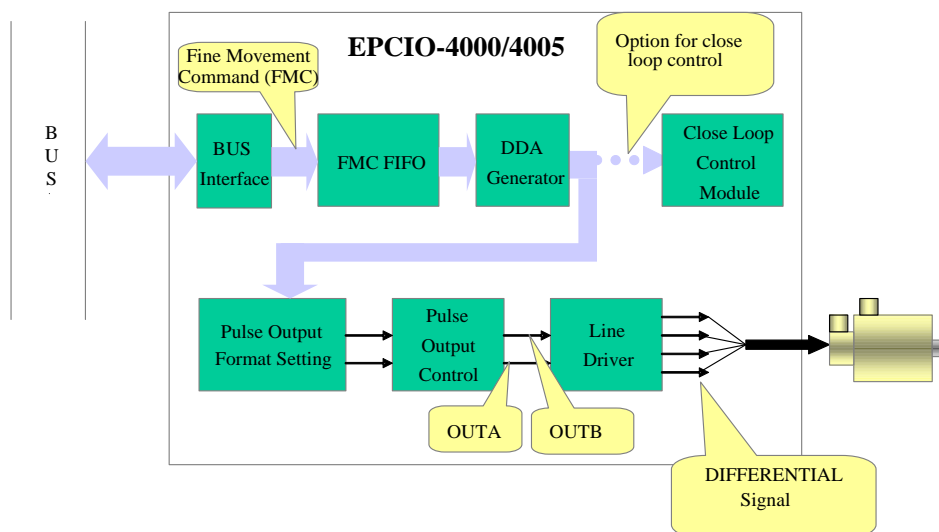 EPCIO-4000/4005
Fine Movement
Command (FMC)
Option for close
loop control
B
U
S
BUS
Interface
FMC FIFO
DDA
Generator
Close Loop
Control
Module
Pulse Output
Format Setting
Pulse
Output
Control
Line
Driver
OUTA
OUTB
DIFFERENTIAL
Signal